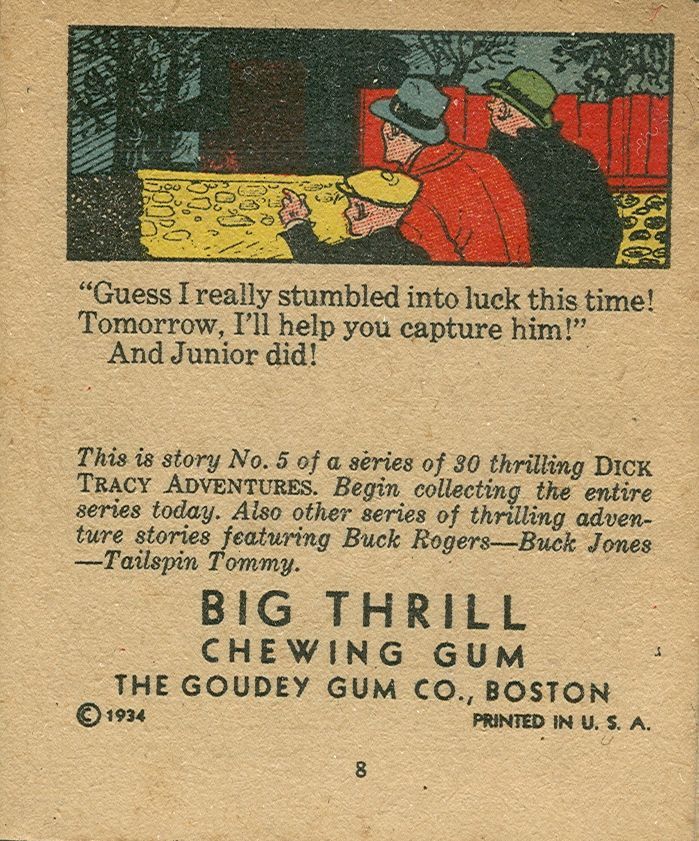 “Guess I really stumbled into luck this time!
Tomorrow, I’ll help you capture him!”
And Junior did!
This is story No. 5 of a series of 30 thrilling DICK
TRACY ADVENTURES. Begin collecting the entire
series today. Also other series of thrilling adven-
ture stories featuring Buck Rogers—Buck Jones
—Tailspin Tommy.
BIG THRILL
CHEWING GUM
THE GOUDEY GUM CO., BOSTON
© 1934 PRINTED IN U. S. A.
8